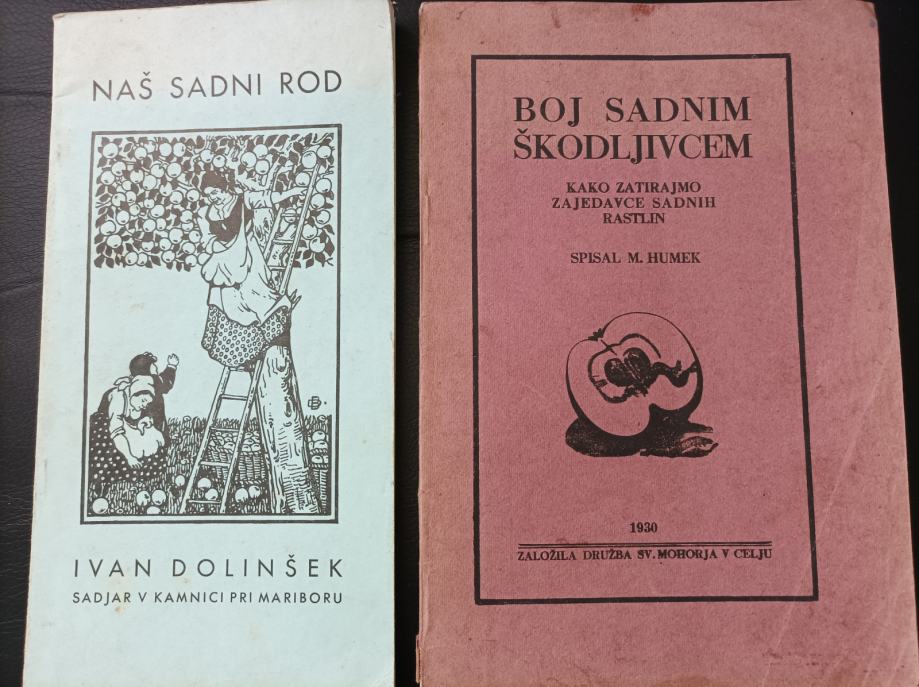 NAŠ SADNI ROD
IVAN DOLINŠEK
SADJAR V KAMNICI PRI MARIBORU
BOJ SADNIM
ŠKODLJIVCEM
KAKO ZATIRAJMO
ZAJEDAVCE SADNIH
RASTLIN
SPISAL M. HUMEK
1930
ZALOŽILA DRUŽBA SV. MOHORJA V CELJU